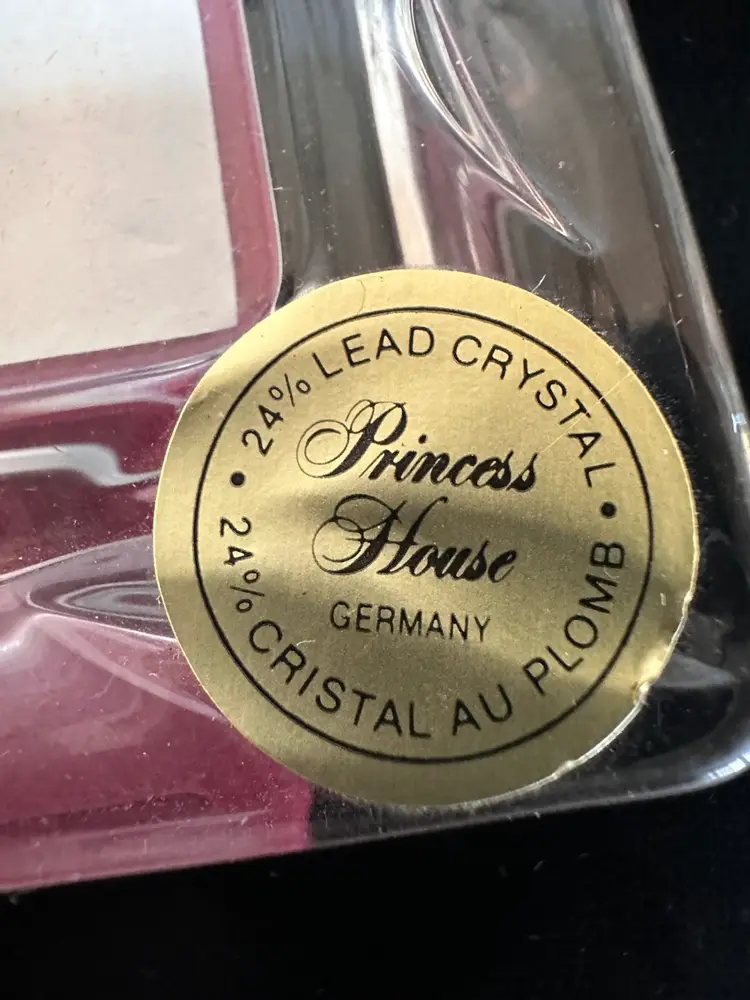 24% LEAD CRYSTAL
Princess
House
GERMANY
24% CRISTAL AU PLOMB